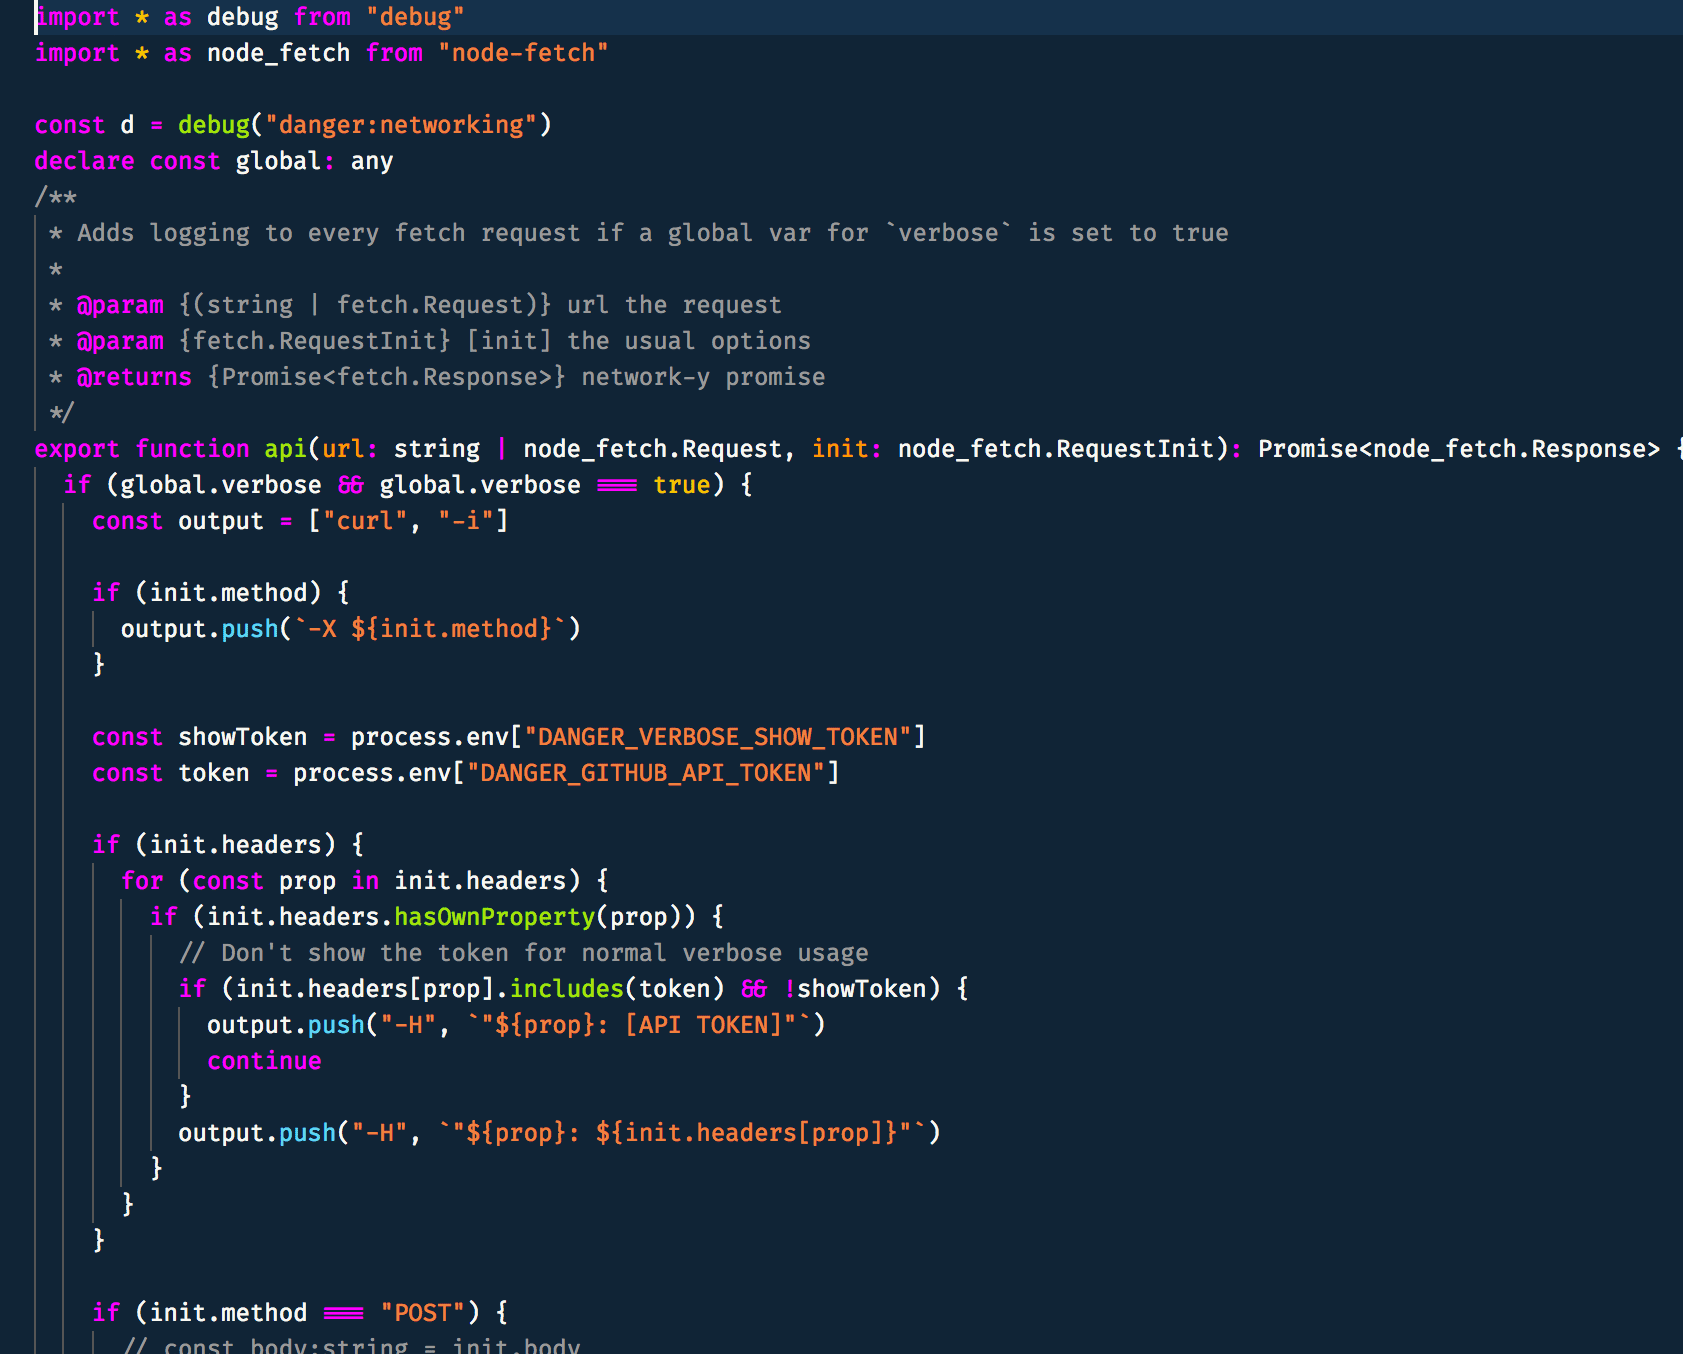 import * as debug from "debug"
import * as node_fetch from "node-fetch"
const d = debug("danger:networking")
declare const global: any
/**
* Adds logging to every fetch request if a global var for `verbose` is set to true
*
* @param {(string | fetch.Request)} url the request
* @param {fetch.RequestInit} [init] the usual options
* @returns {Promise<fetch.Response>} network-y promise
*/
export function api(url: string | node_fetch.Request, init: node_fetch.RequestInit): Promise<node_fetch.Response> {
if (global.verbose && global.verbose === true) {
const output = ["curl", "-i"]
if (init.method) {
output.push(`-X ${init.method}`)
}
const showToken = process.env["DANGER_VERBOSE_SHOW_TOKEN"]
const token = process.env["DANGER_GITHUB_API_TOKEN"]
if (init.headers) {
for (const prop in init.headers) {
if (init.headers.hasOwnProperty(prop)) {
// Don't show the token for normal verbose usage
if (init.headers[prop].includes(token) && !showToken) {
output.push("-H", `"${prop}: [API TOKEN]"`)
continue
}
output.push("-H", `"${prop}: ${init.headers[prop]}"`)
}
}
}
if (init.method === "POST") {
// const body:string = init.body